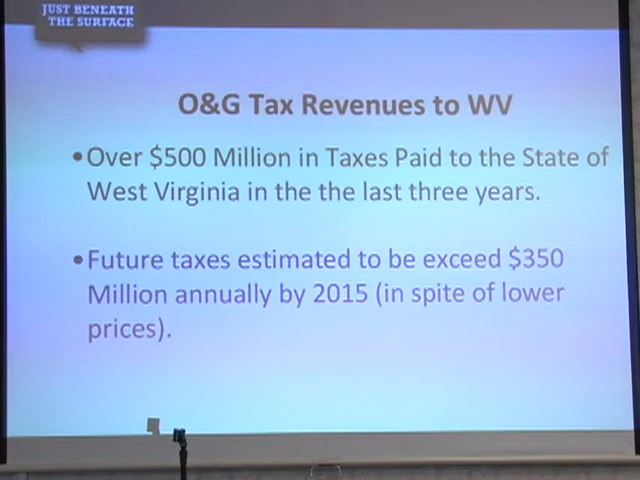 JUST BENEATH
THE SURFACE
O&G Tax Revenues to WV
•Over $500 Million in Taxes Paid to the State of
West Virginia in the the last three years.
•Future taxes estimated to be exceed $350
Million annually by 2015 (in spite of lower
prices).